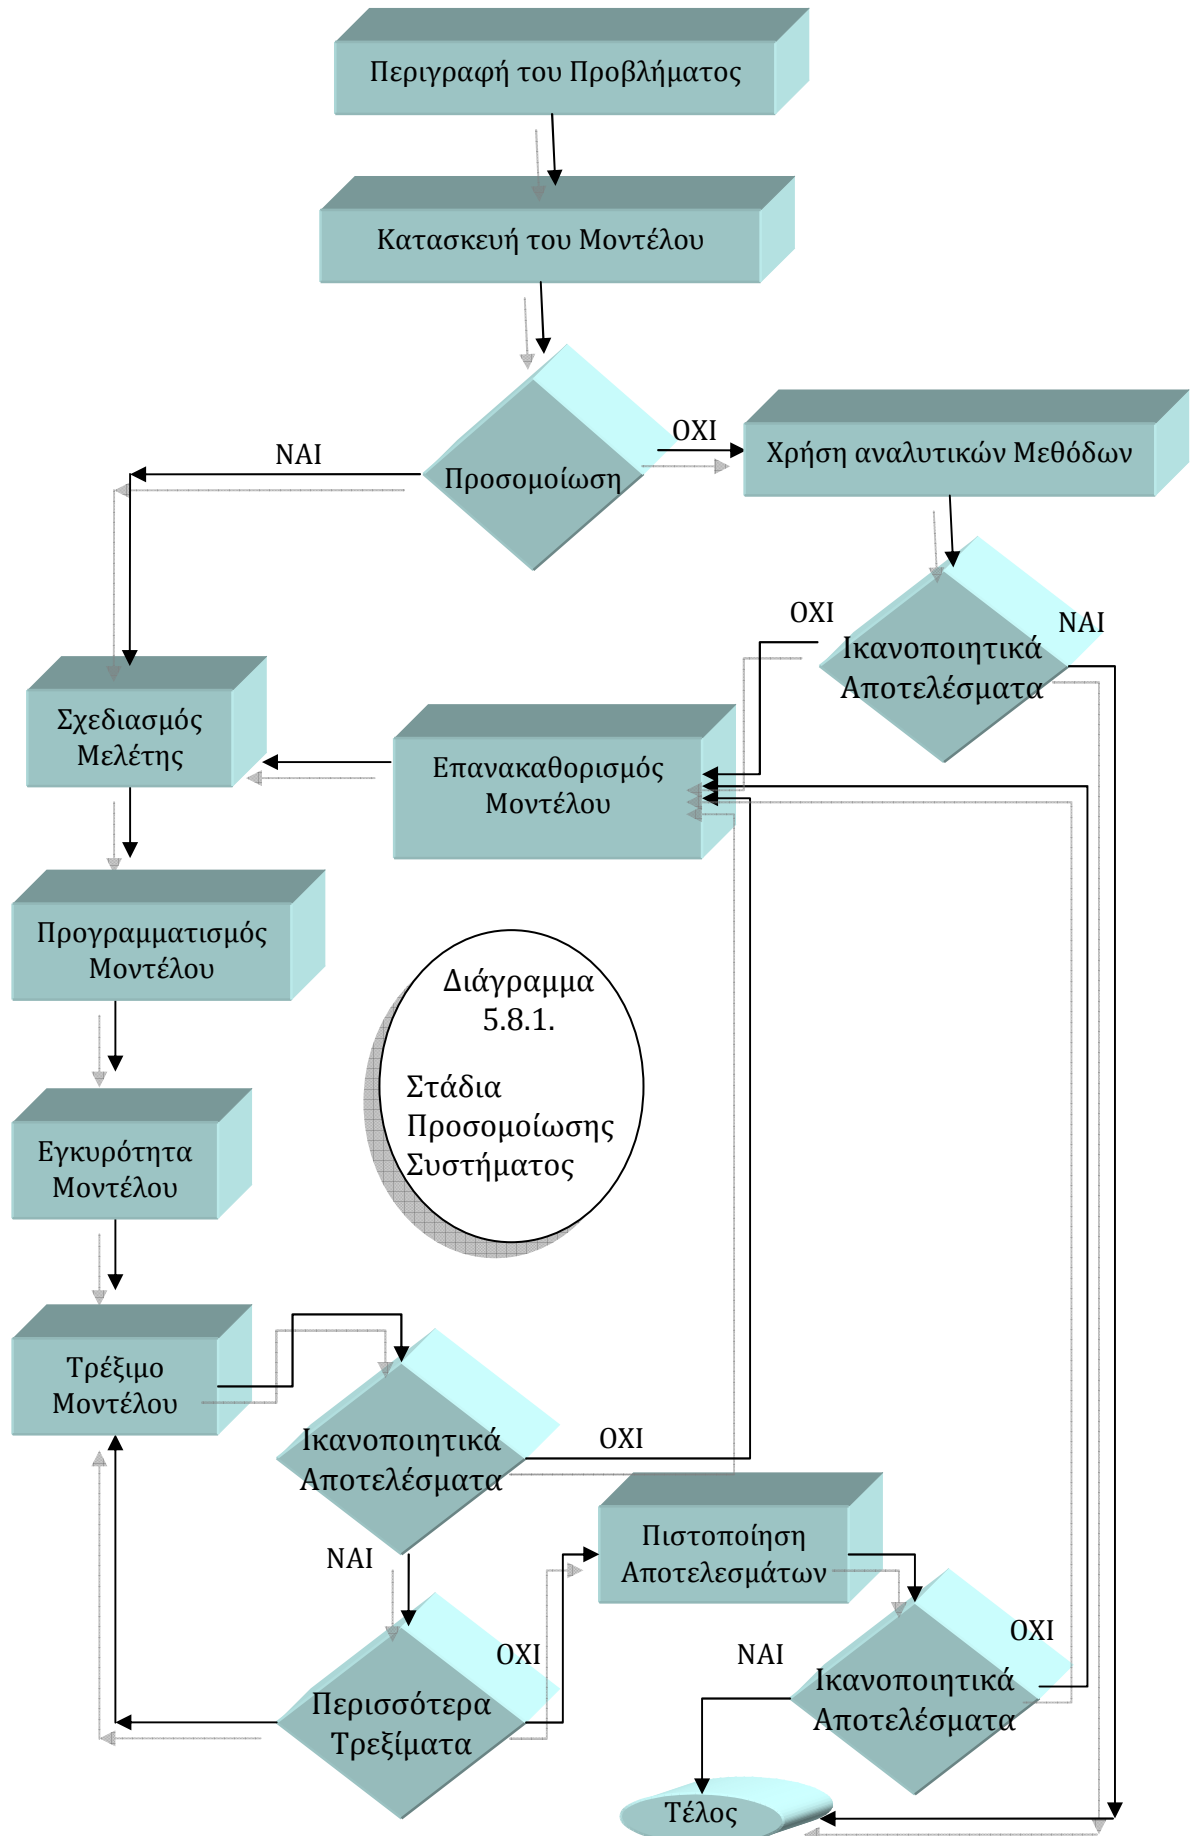 Περιγραφή του Προβλήματος
Κατασκευή του Μοντέλου
Προσομοίωση
ΝΑΙ
ΟΧΙ
Χρήση αναλυτικών Μεθόδων
Ικανοποιητικά
Αποτελέσματα
ΟΧΙ
ΝΑΙ
Σχεδιασμός
Μελέτης
Επανακαθορισμός
Μοντέλου
Προγραμματισμός
Μοντέλου
Διάγραμμα
5.8.1.
Στάδια
Προσομοίωσης
Συστήματος
Εγκυρότητα
Μοντέλου
Τρέξιμο
Μοντέλου
Ικανοποιητικά
Αποτελέσματα
ΟΧΙ
ΝΑΙ
Πιστοποίηση
Αποτελεσμάτων
Περισσότερα
Τρεξίματα
ΟΧΙ
Ικανοποιητικά
Αποτελέσματα
ΝΑΙ
ΟΧΙ
Τέλος